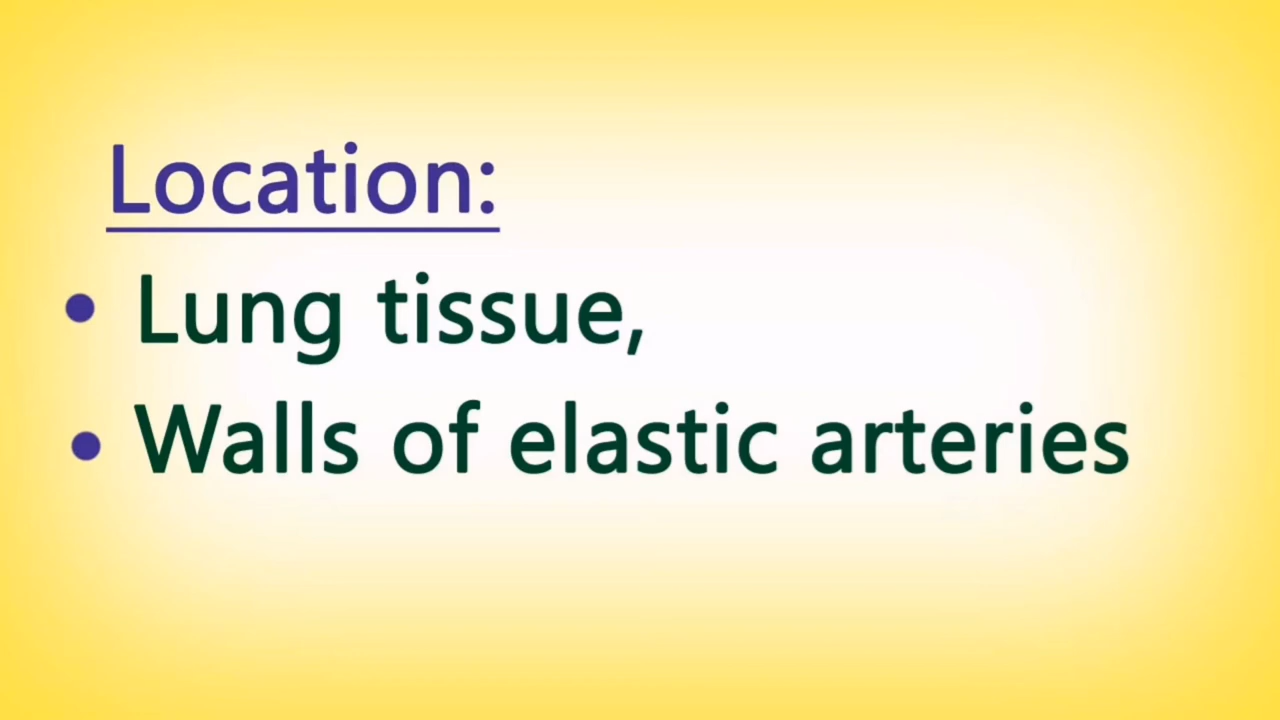 Location:
• Lung tissue,
• Walls of elastic arteries